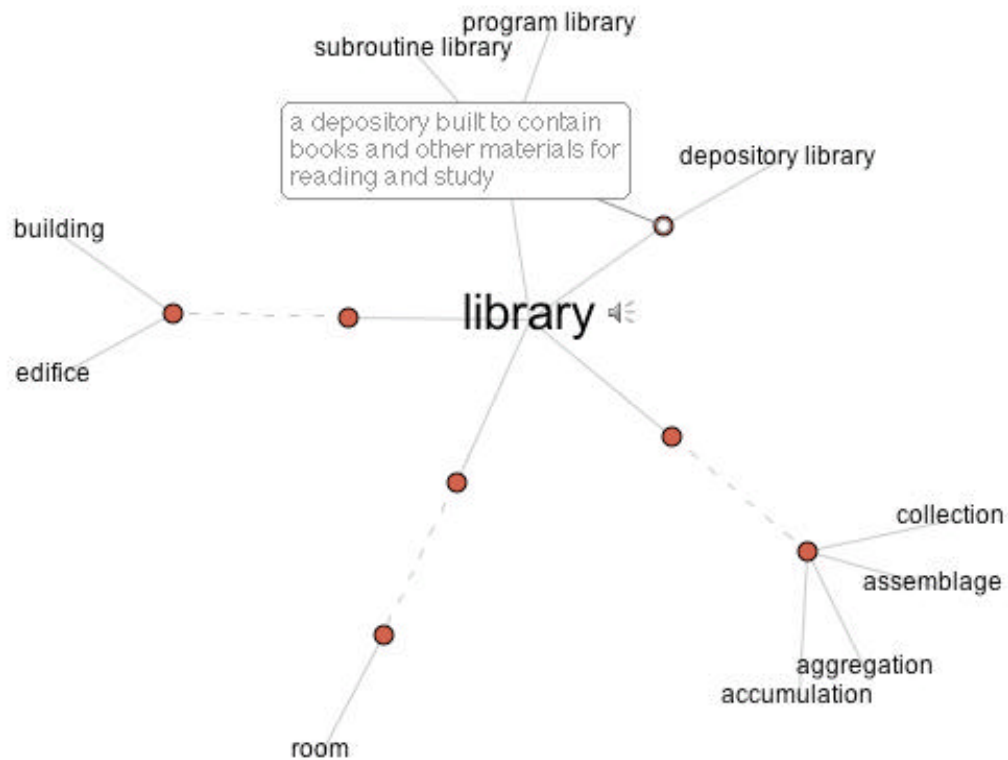 program library
subroutine library
a depository built to contain
books and other materials for
reading and study
depository library
building
library
edifice
collection
assemblage
aggregation
accumulation
room